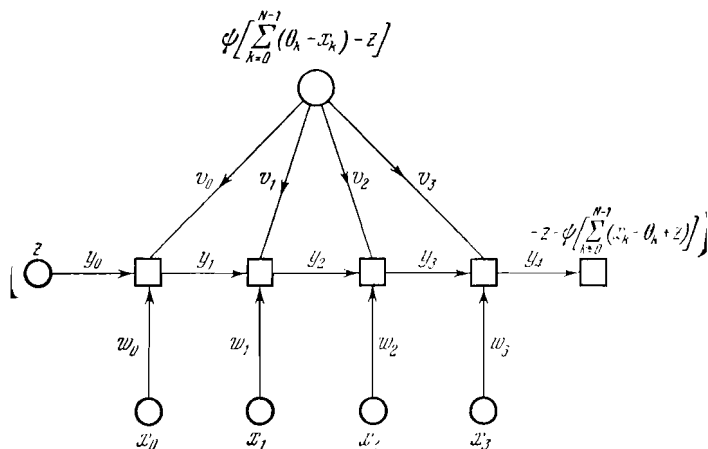 ψ[∑_{k=0}^{N-1}(θ_k-x_k)-z]
v_0 v_1 v_2 v_3
-z-ψ[∑_{k=0}^{N-1}(x_k-θ_k+z)]
z y_0 y_1 y_2 y_3 y_4
w_0 w_1 w_2 w_3
x_0 x_1 x_2 x_3